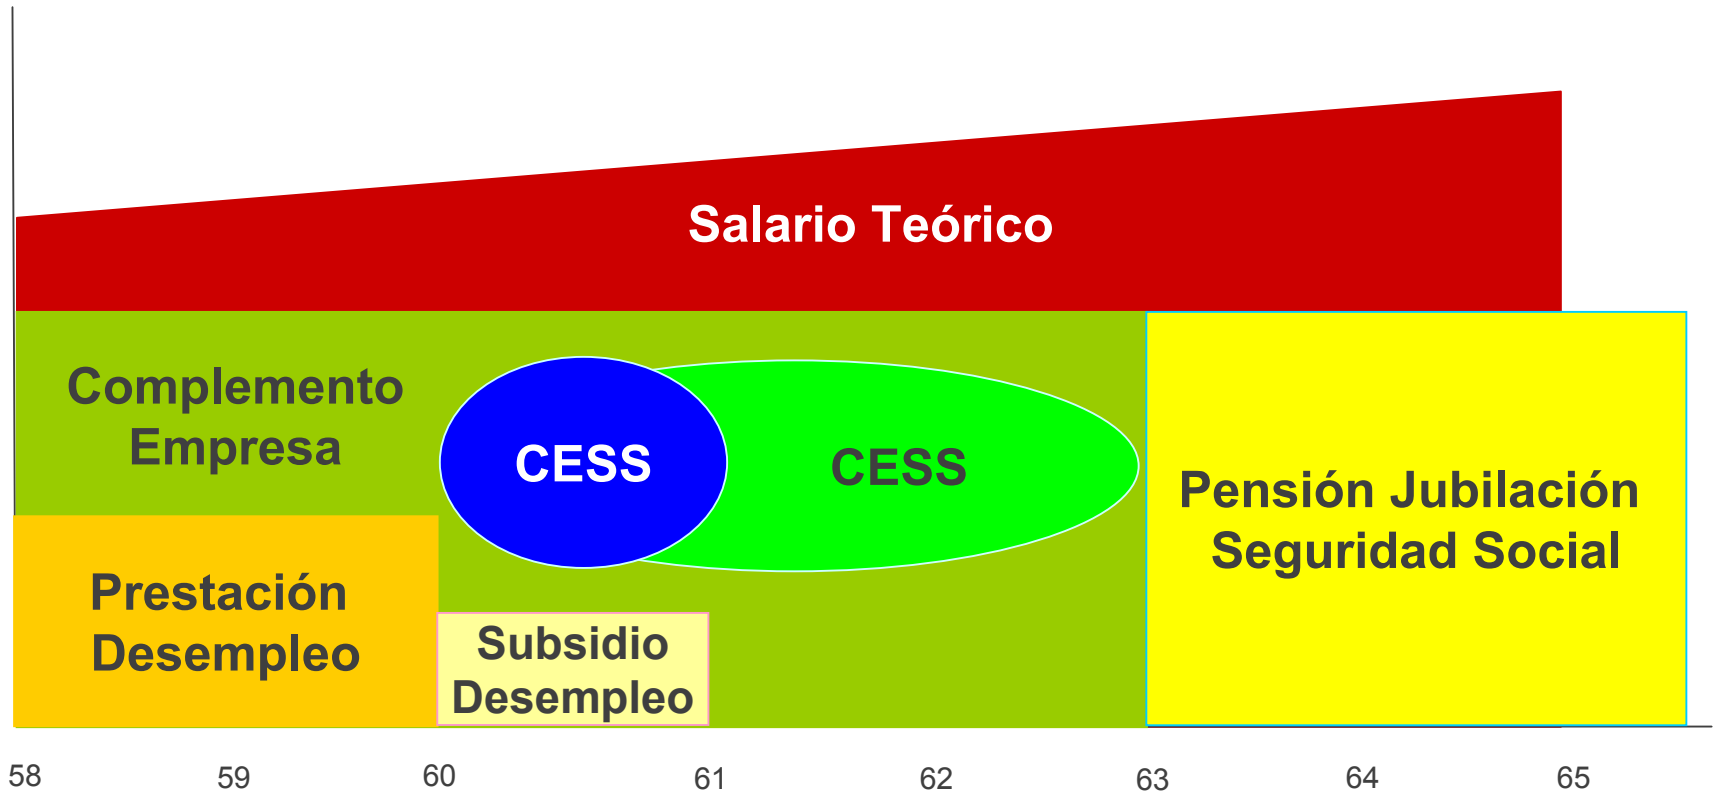 Salario Teórico
Complemento
Empresa
CESS
CESS
Pensión Jubilación
Seguridad Social
Prestación
Desempleo
Subsidio
Desempleo
58 59 60 61 62 63 64 65